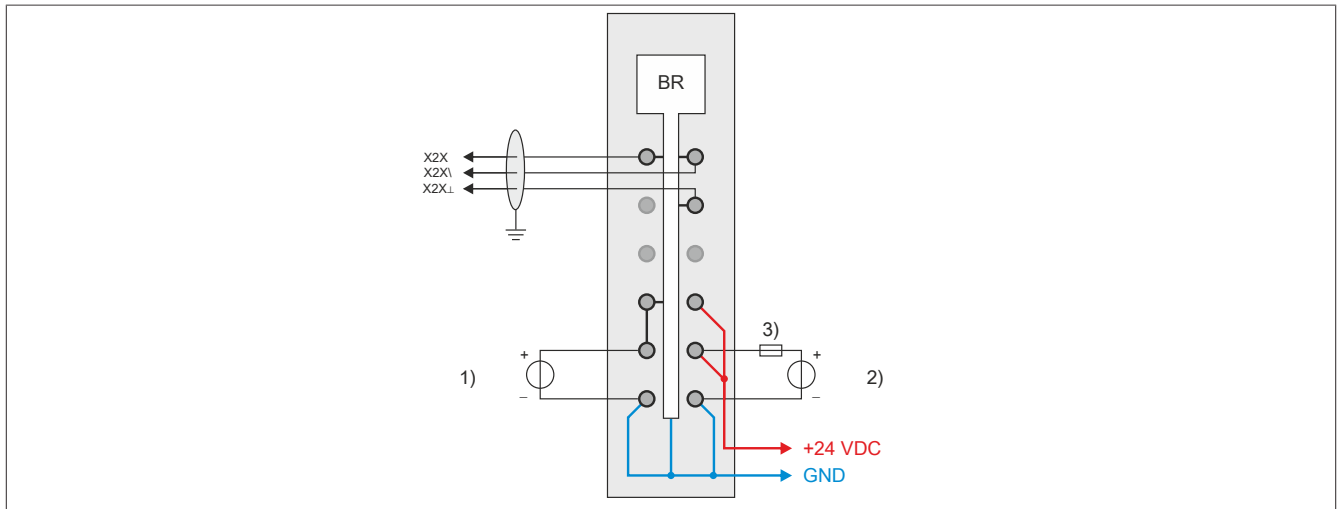 BR
X2X
X2X\
X2X⊥
3)
+ +
1) 2)
– –
+24 VDC
GND